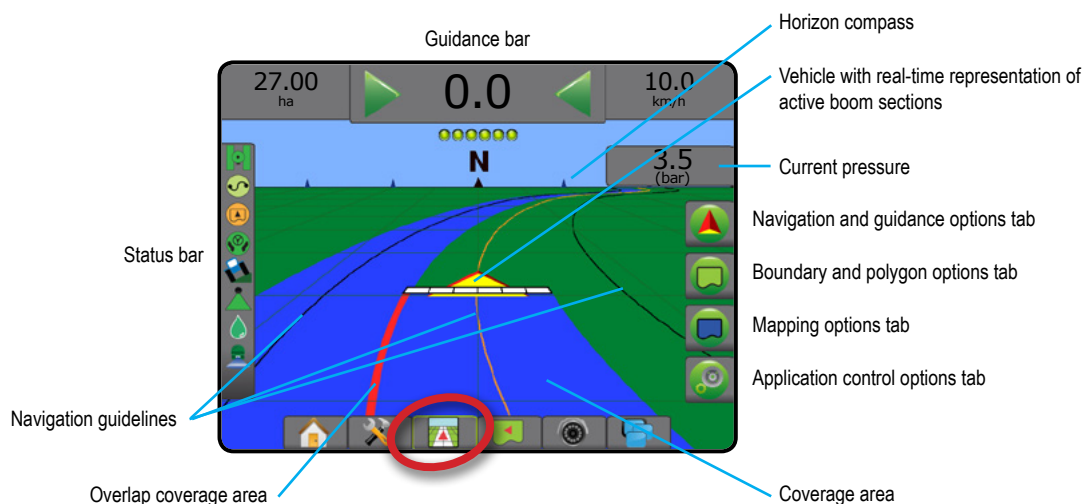 Guidance bar
Horizon compass
Vehicle with real-time representation of
active boom sections
27.00
ha
0.0
10.0
km/h
N
3.5
(bar)
Current pressure
Navigation and guidance options tab
Status bar
Boundary and polygon options tab
Mapping options tab
Application control options tab
Navigation guidelines
Overlap coverage area
Coverage area